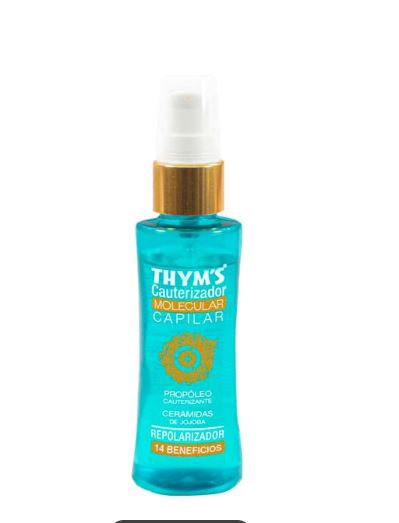 THYM'S®
Cauterizador
MOLECULAR
CAPILAR
PROPÓLEO
CAUTERIZANTE
CERAMIDAS
DE JOJOBA
REPOLARIZADOR
14 BENEFICIOS